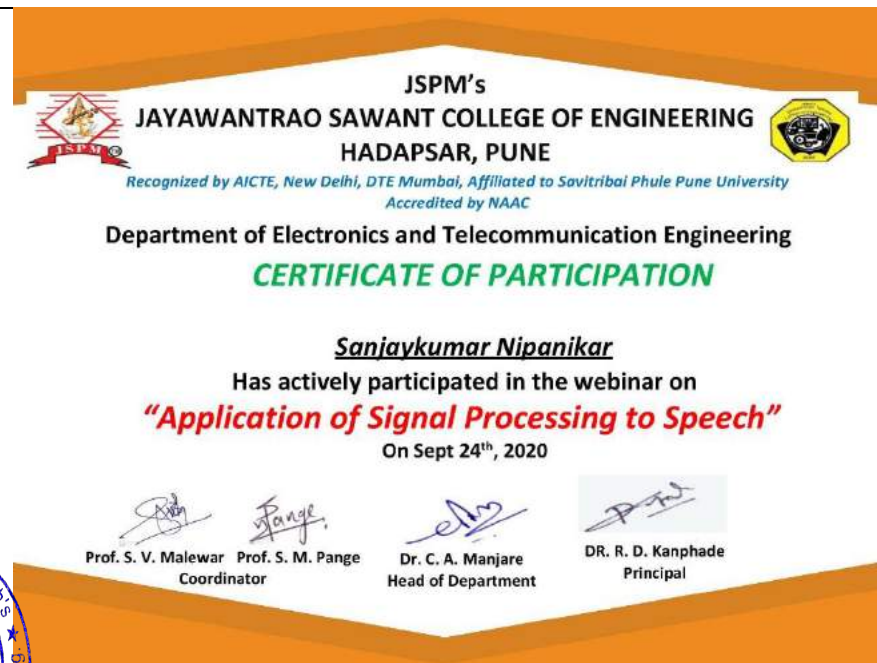 JSPM's
JAYAWANTRAO SAWANT COLLEGE OF ENGINEERING
HADAPSAR, PUNE
JSPM
Recognized by AICTE, New Delhi, DTE Mumbai, Affiliated to Savitribai Phule Pune University
Accredited by NAAC
Department of Electronics and Telecommunication Engineering
CERTIFICATE OF PARTICIPATION
Sanjaykumar Nipanikar
Has actively participated in the webinar on
“Application of Signal Processing to Speech”
On Sept 24th, 2020
Pange
Prof. S. V. Malewar Prof. S. M. Pange
Coordinator
Dr. C. A. Manjare
Head of Department
DR. R. D. Kanphade
Principal